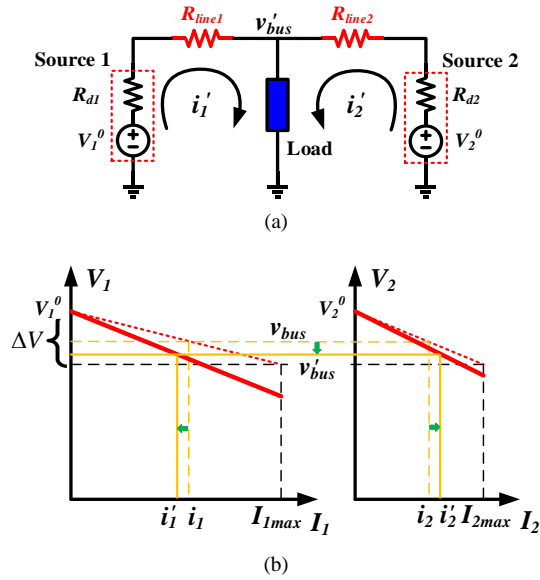 R_line1 v'_bus R_line2
Source 1 Source 2
R_d1 i_1' i_2' R_d2
V_1^0 V_2^0
Load
(a)
V_1 V_2
V_1^0 V_2^0
v_bus
ΔV
v'_bus
i_1' i_1 I_1max I_1 i_2 i_2' I_2max I_2
(b)